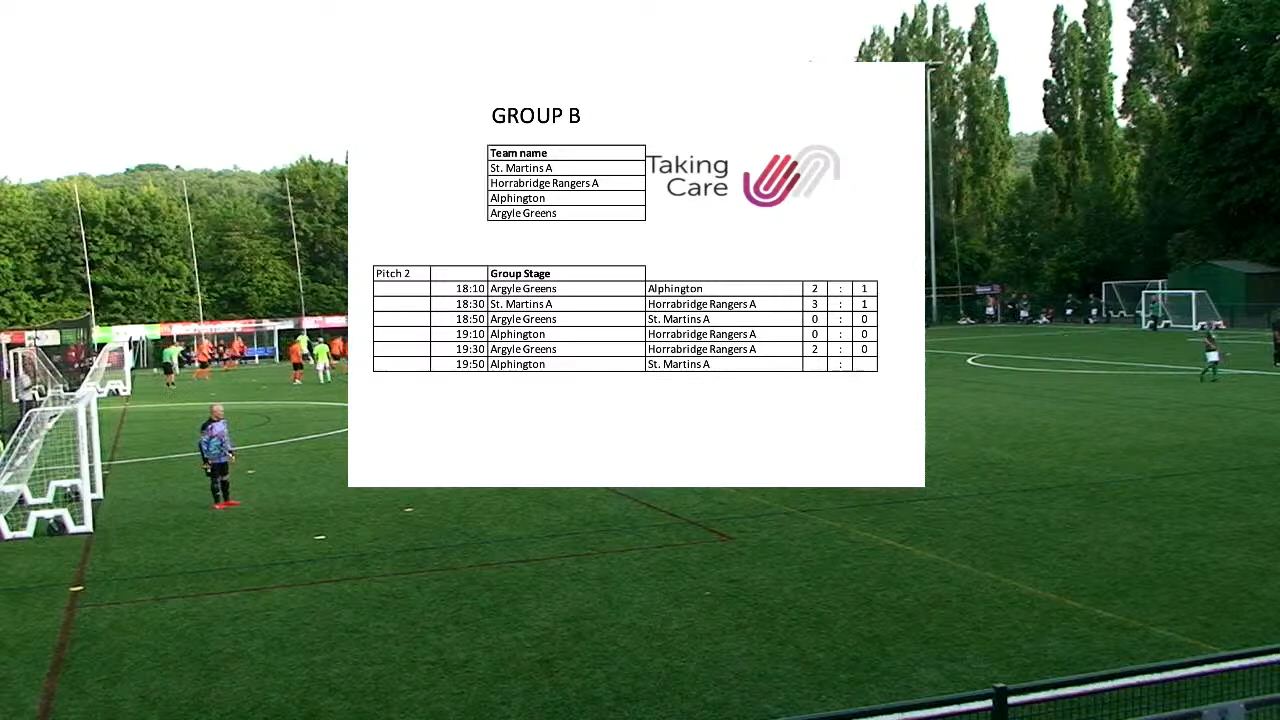 GROUP B
Team name
St. Martins A
Horrabridge Rangers A
Alphington
Argyle Greens
Taking
Care
Pitch 2 Group Stage
18:10 Argyle Greens Alphington 2 : 1
18:30 St. Martins A Horrabridge Rangers A 3 : 1
18:50 Argyle Greens St. Martins A 0 : 0
19:10 Alphington Horrabridge Rangers A 0 : 0
19:30 Argyle Greens Horrabridge Rangers A 2 : 0
19:50 Alphington St. Martins A :